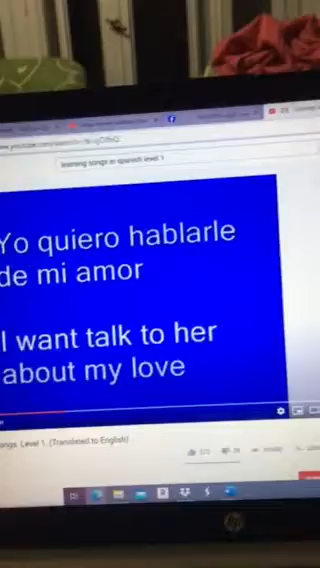 learning songs in spanish level 1
Yo quiero hablarle
de mi amor
I want talk to her
about my love
ongs. Level 1. (Translated to English)
hp